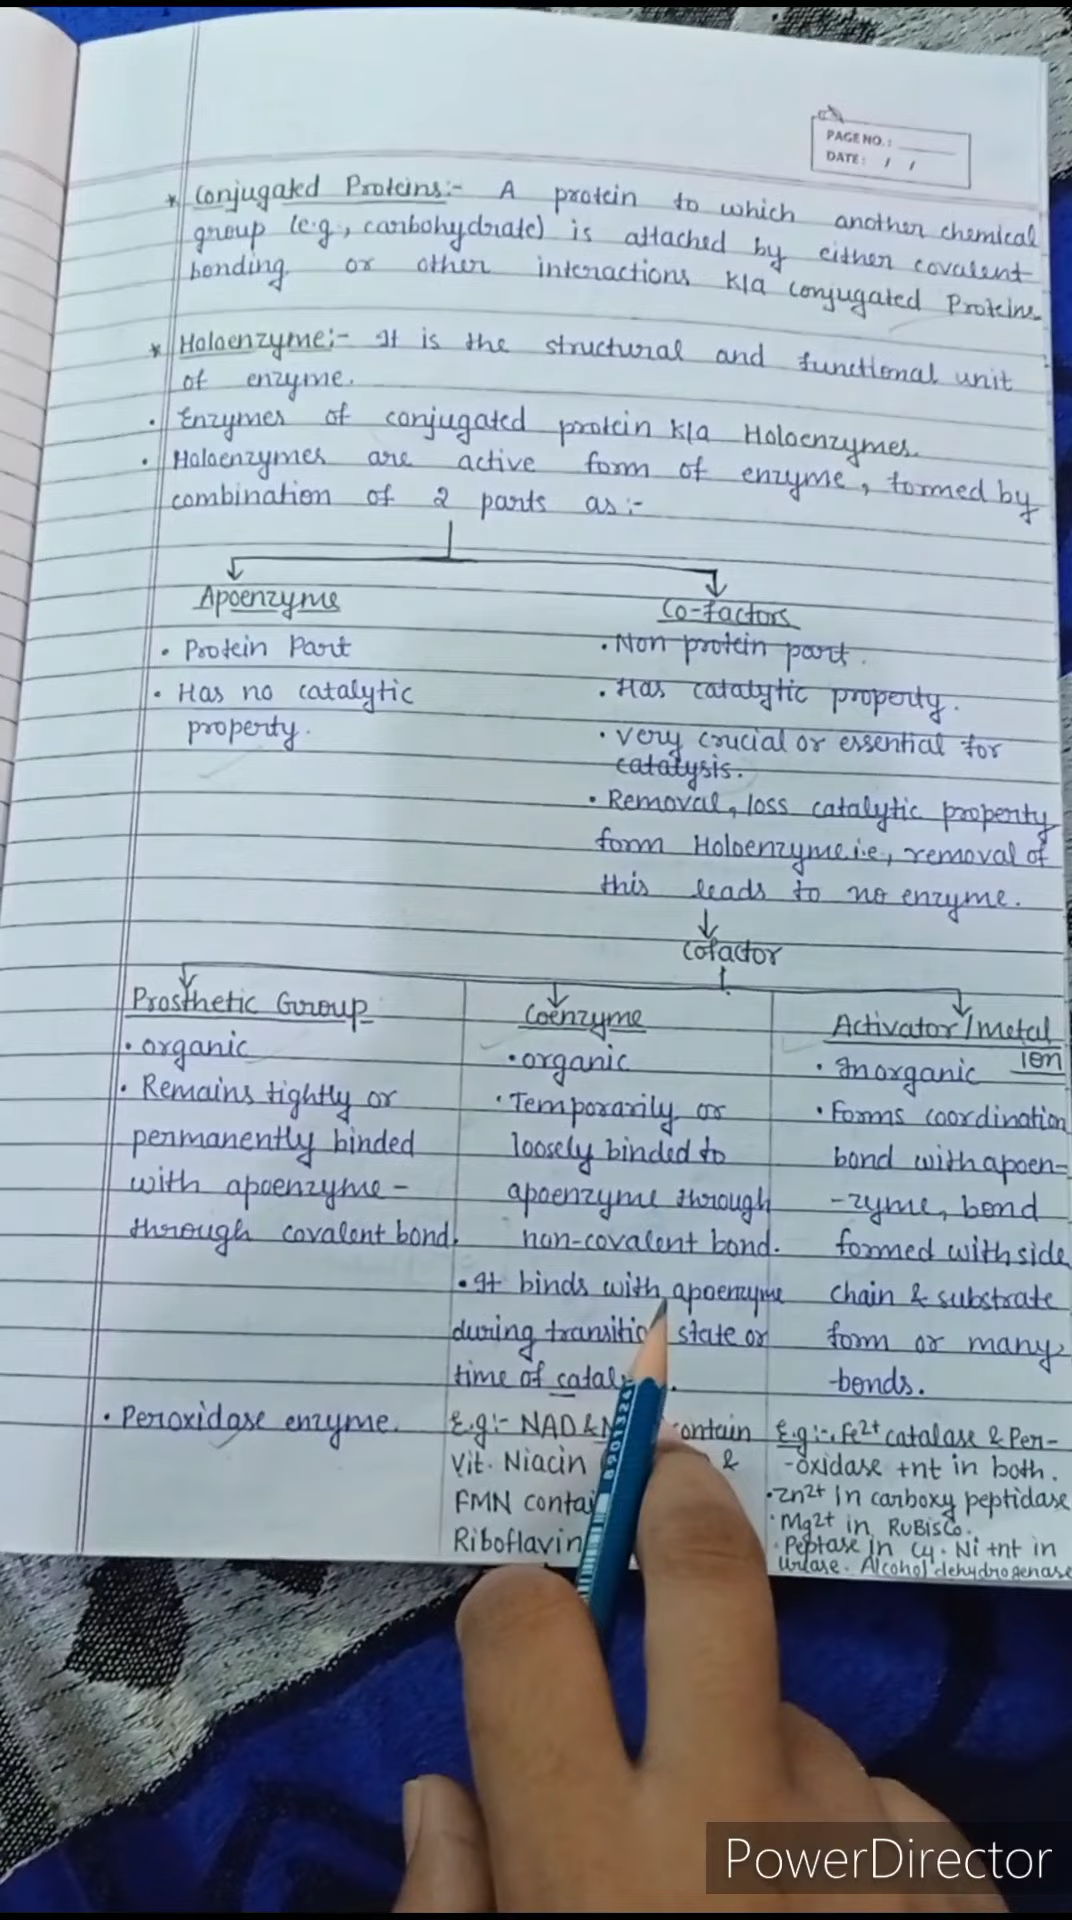 PAGE NO.:
DATE: / /
* Conjugated Proteins:- A protein to which another chemical
group (e.g., carbohydrate) is attached by either covalent
bonding or other interactions K/a conjugated Proteins.
* Holoenzyme:- It is the structural and functional unit
of enzyme.
• Enzymes of conjugated protein K/a Holoenzymes.
• Holoenzymes are active form of enzyme, formed by
combination of 2 parts as:-
Apoenzyme
• Protein Part
• Has no catalytic
property.
Co-factors
• Non protein part.
• Has catalytic property.
• very crucial or essential for
catalysis.
• Removal, loss catalytic property
form Holoenzyme i.e., removal of
this leads to no enzyme.
Cofactor
Prosthetic Group
• organic
• Remains tightly or
permanently binded
with apoenzyme -
through covalent bond.
• Peroxidase enzyme.
Coenzyme
• organic
• Temporarily or
loosely binded to
apoenzyme through
non-covalent bond.
• It binds with apoenzyme
during state or
time of
E.g:- NAD &
Vit. Niacin &
FMN
Riboflavin
Activator/Metal
ion
• Inorganic
• Forms coordination
bond with apoen-
-zyme, bond
formed with side
chain & substrate
form or many
-bonds.
E.g:-. Fe2+ catalase & Per-
-oxidase +nt in both.
• Zn2+ in carboxy peptidase
• Mg2+ in RuBisCo.
• Peptase in Cy. Ni +nt in
urease. Alcohol dehydrogenase
8901324
PowerDirector